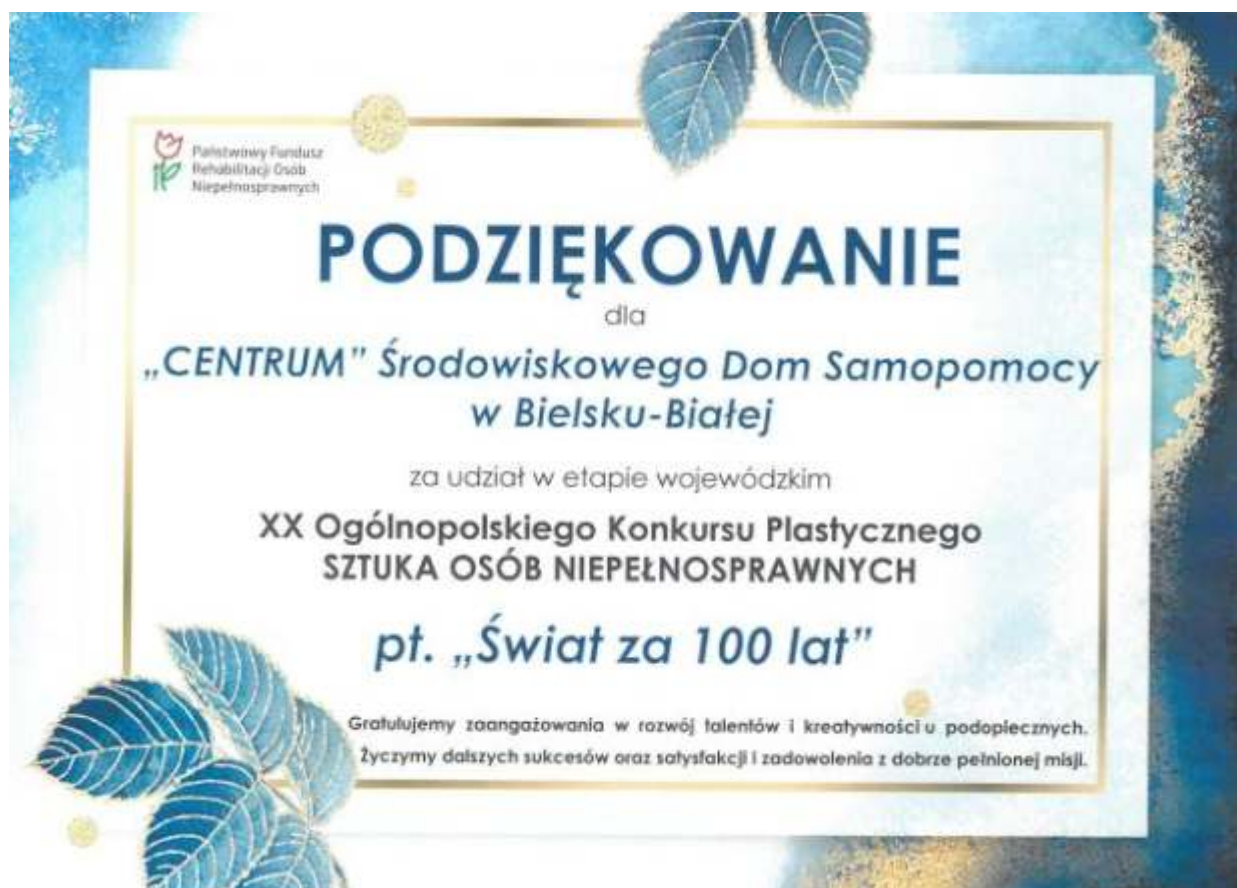 Państwowy Fundusz
Rehabilitacji Osób
Niepełnosprawnych
PODZIĘKOWANIE
dla
„CENTRUM” Środowiskowego Dom Samopomocy
w Bielsku-Białej
za udział w etapie wojewódzkim
XX Ogólnopolskiego Konkursu Plastycznego
SZTUKA OSÓB NIEPEŁNOSPRAWNYCH
pt. „Świat za 100 lat”
Gratulujemy zaangażowania w rozwój talentów i kreatywności u podopiecznych.
Życzymy dalszych sukcesów oraz satysfakcji i zadowolenia z dobrze pełnionej misji.